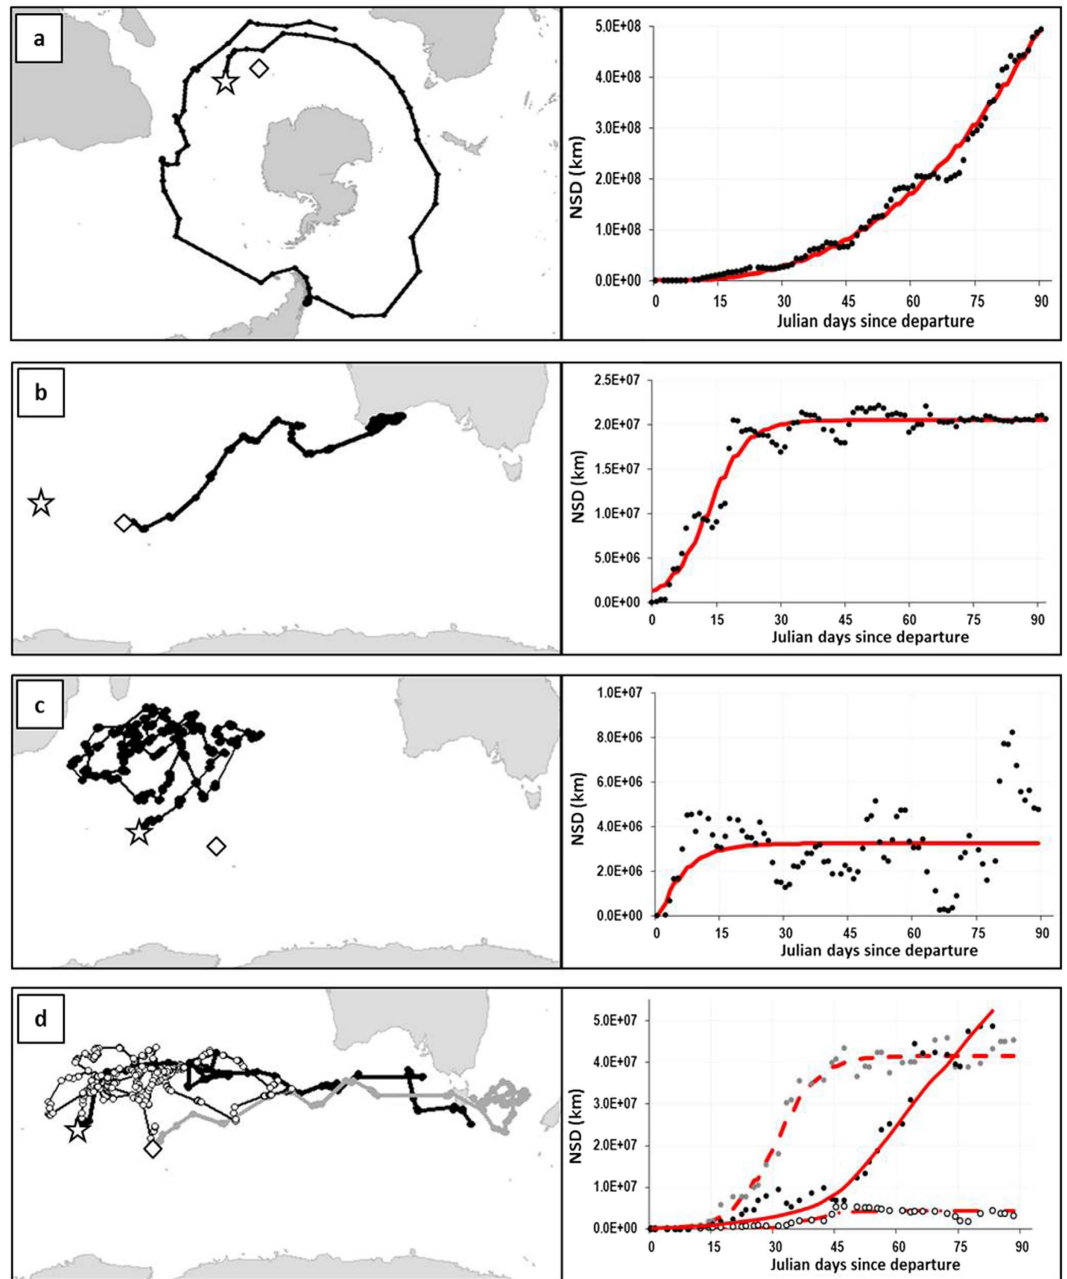 a
5.0E+08
4.0E+08
3.0E+08
2.0E+08
1.0E+08
0.0E+00
NSD (km)
0 15 30 45 60 75 90
Julian days since departure
b
2.5E+07
2.0E+07
1.5E+07
1.0E+07
5.0E+06
0.0E+00
NSD (km)
0 15 30 45 60 75 90
Julian days since departure
c
1.0E+07
8.0E+06
6.0E+06
4.0E+06
2.0E+06
0.0E+00
NSD (km)
0 15 30 45 60 75 90
Julian days since departure
d
5.0E+07
4.0E+07
3.0E+07
2.0E+07
1.0E+07
0.0E+00
NSD (km)
0 15 30 45 60 75 90
Julian days since departure